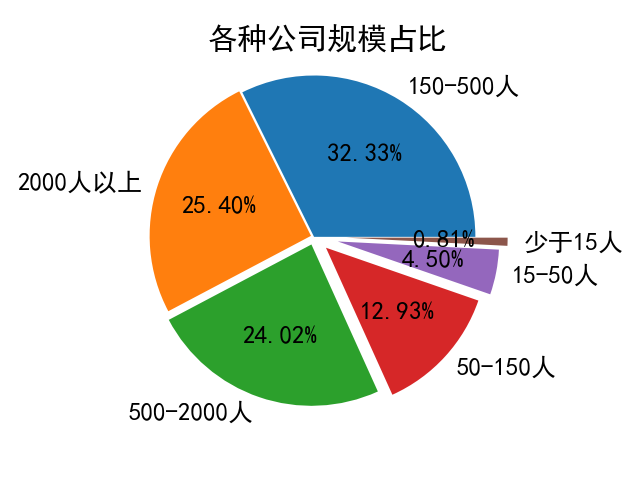 各种公司规模占比
150-500人
32.33%
2000人以上
25.40%
0.81%
少于15人
4.50%
15-50人
12.93%
24.02%
50-150人
500-2000人